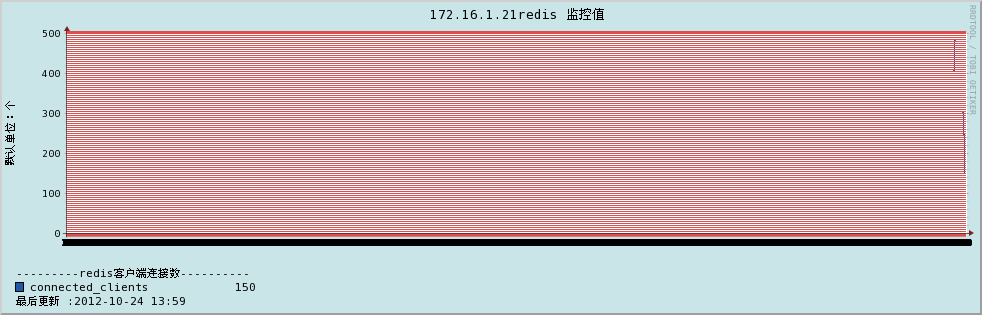 172.16.1.21redis 监控值
RRDTOOL / TOBI OETIKER
默认单位：个
500
400
300
200
100
0
---------redis客户端连接数----------
connected_clients 150
最后更新 :2012-10-24 13:59